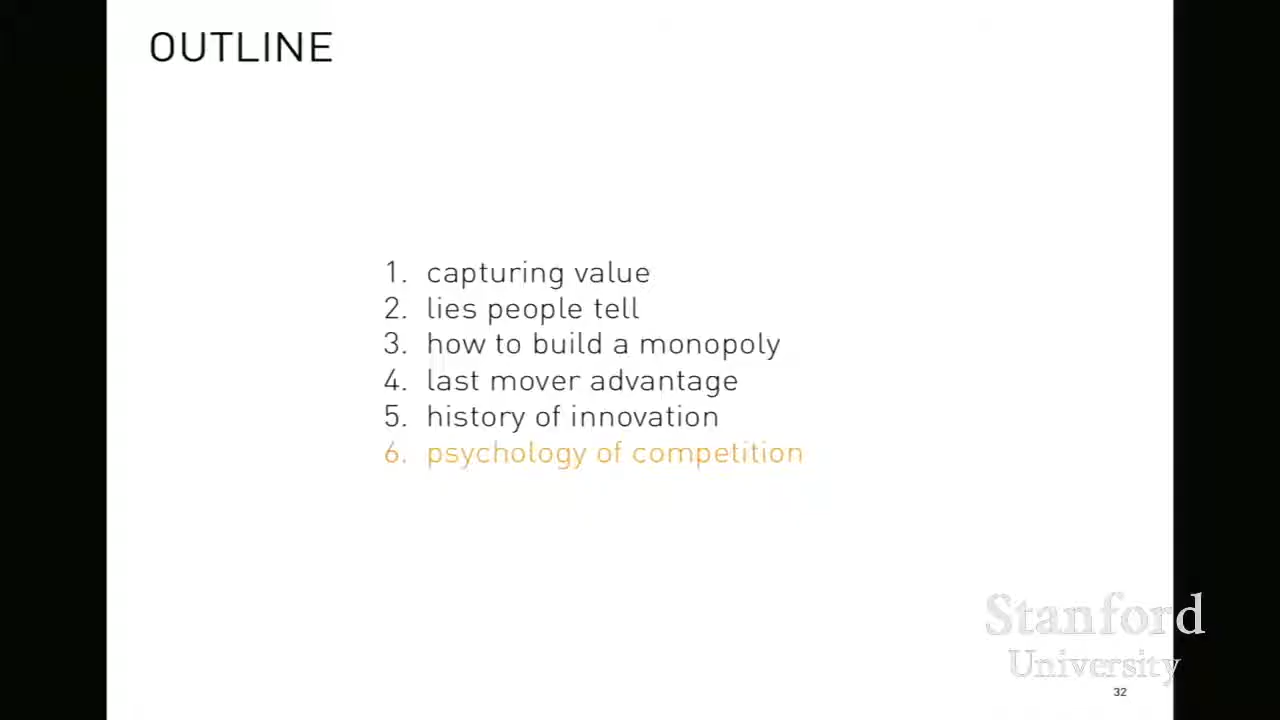 OUTLINE
1. capturing value
2. lies people tell
3. how to build a monopoly
4. last mover advantage
5. history of innovation
6. psychology of competition
Stanford
University
32